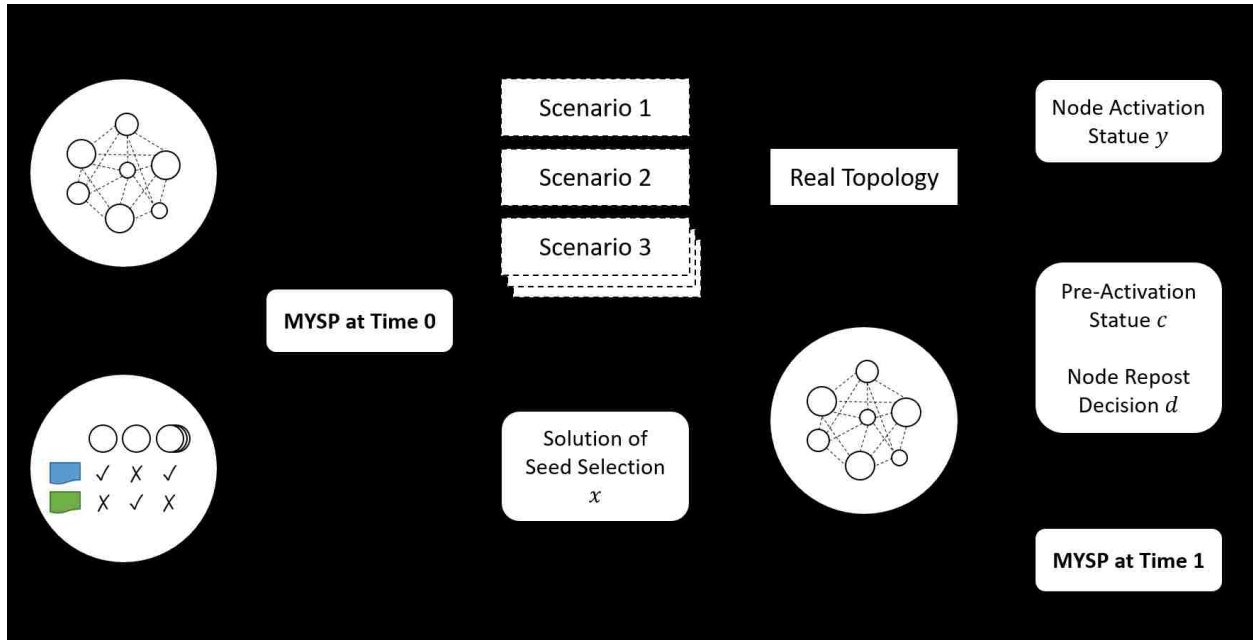 Scenario 1
Scenario 2
Scenario 3
MYSP at Time 0
Solution of
Seed Selection
x
Real Topology
Node Activation
Statue y
Pre-Activation
Statue c
Node Repost
Decision d
MYSP at Time 1